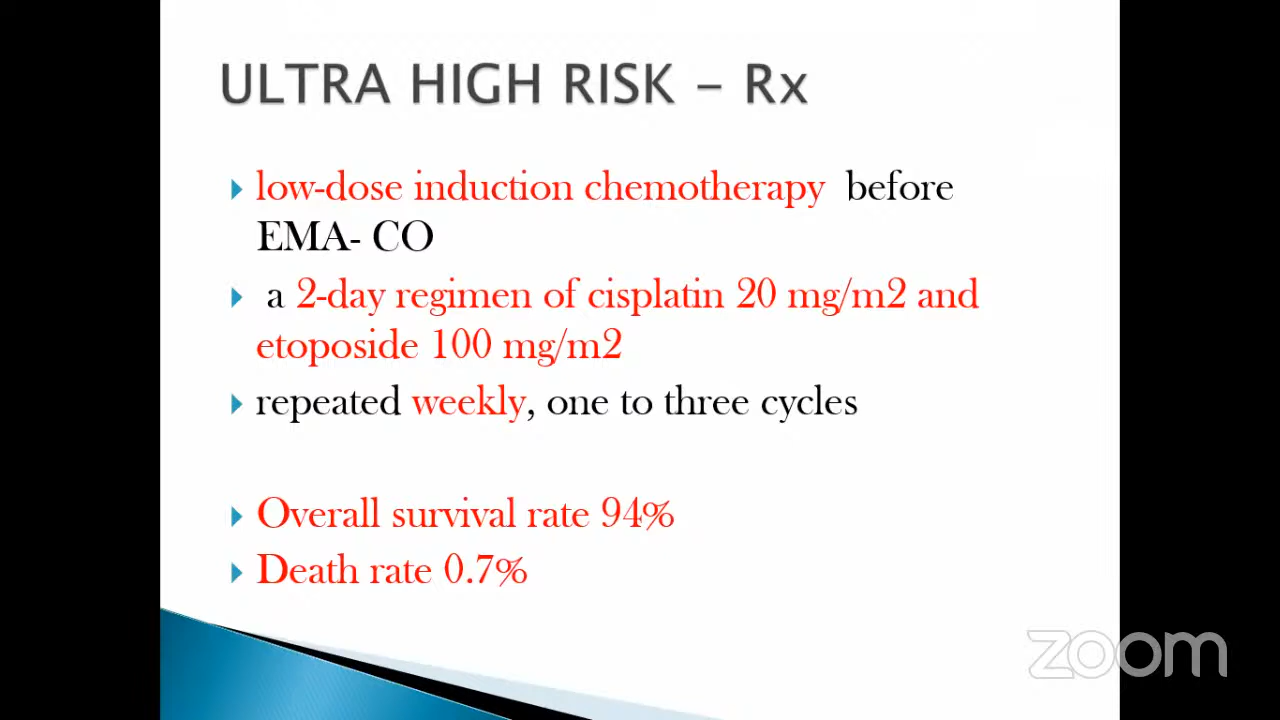 ULTRA HIGH RISK – Rx
low-dose induction chemotherapy before
EMA- CO
a 2-day regimen of cisplatin 20 mg/m2 and
etoposide 100 mg/m2
repeated weekly, one to three cycles
Overall survival rate 94%
Death rate 0.7%
zoom